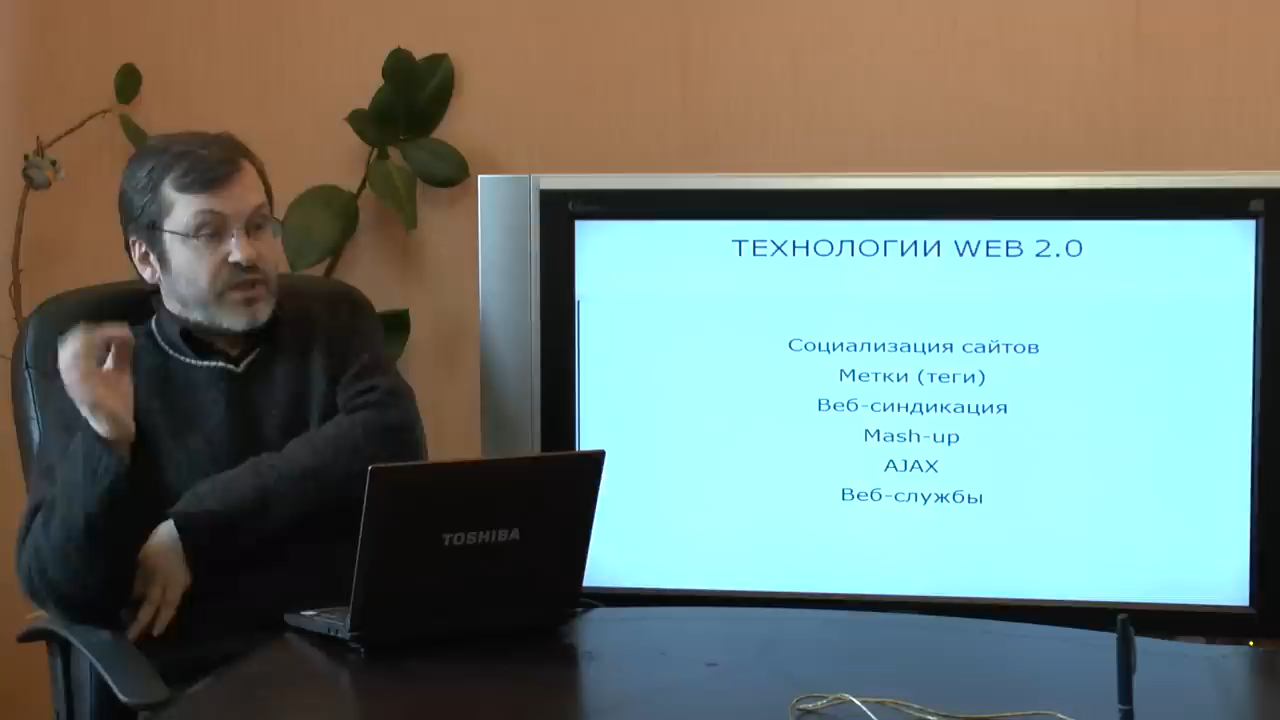 ТЕХНОЛОГИИ WEB 2.0
Социализация сайтов
Метки (теги)
Веб-синдикация
Mash-up
AJAX
Веб-службы
TOSHIBA